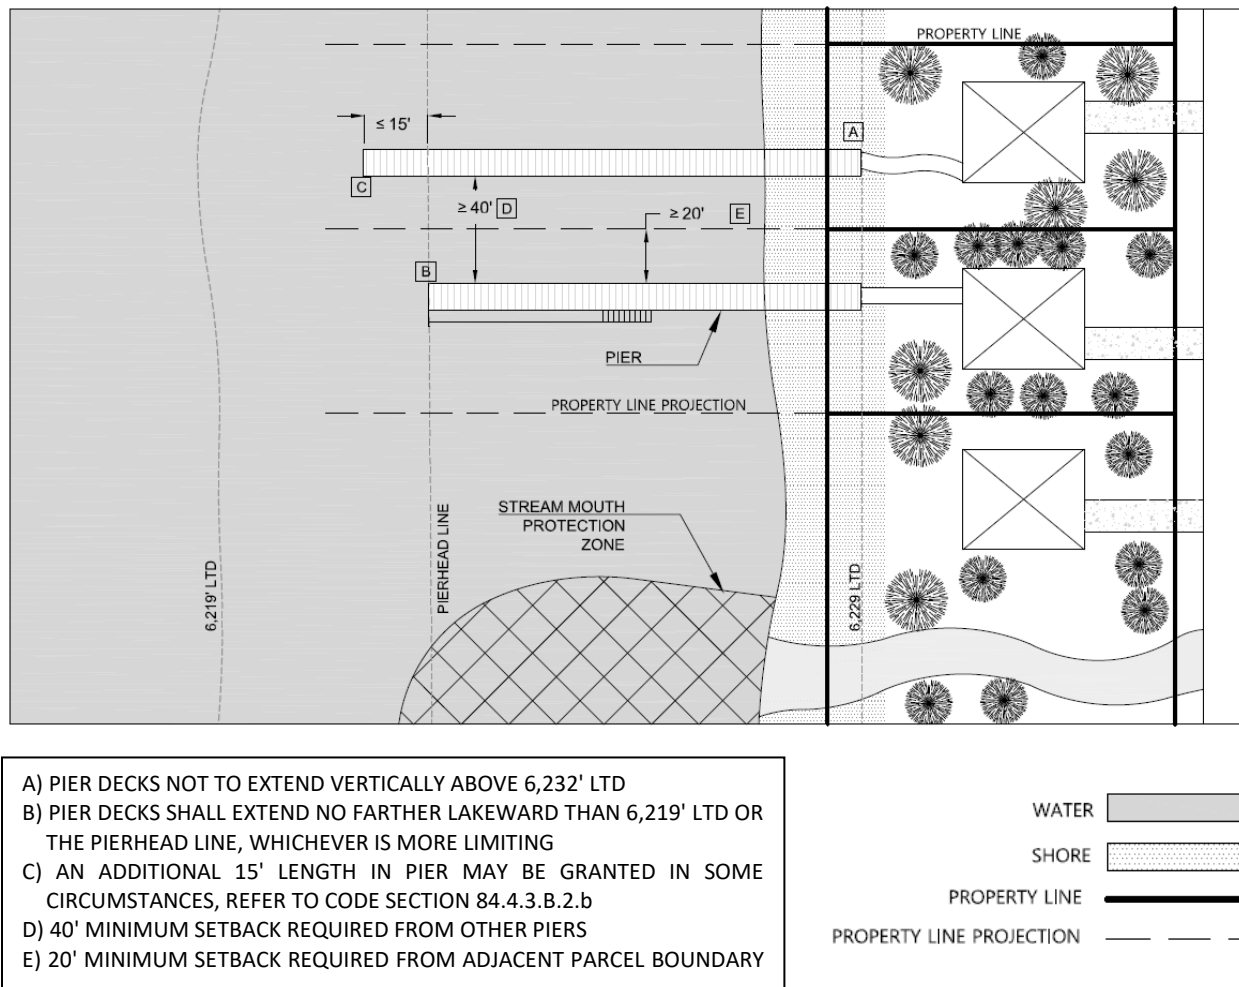 PROPERTY LINE
≤ 15'
A
C
≥ 40' D
≥ 20' E
B
PIER
PROPERTY LINE PROJECTION
STREAM MOUTH
PROTECTION
ZONE
6,219' LTD
PIERHEAD LINE
6,229 LTD
A) PIER DECKS NOT TO EXTEND VERTICALLY ABOVE 6,232' LTD
B) PIER DECKS SHALL EXTEND NO FARTHER LAKEWARD THAN 6,219' LTD OR
THE PIERHEAD LINE, WHICHEVER IS MORE LIMITING
C) AN ADDITIONAL 15' LENGTH IN PIER MAY BE GRANTED IN SOME
CIRCUMSTANCES, REFER TO CODE SECTION 84.4.3.B.2.b
D) 40' MINIMUM SETBACK REQUIRED FROM OTHER PIERS
E) 20' MINIMUM SETBACK REQUIRED FROM ADJACENT PARCEL BOUNDARY
WATER
SHORE
PROPERTY LINE
PROPERTY LINE PROJECTION